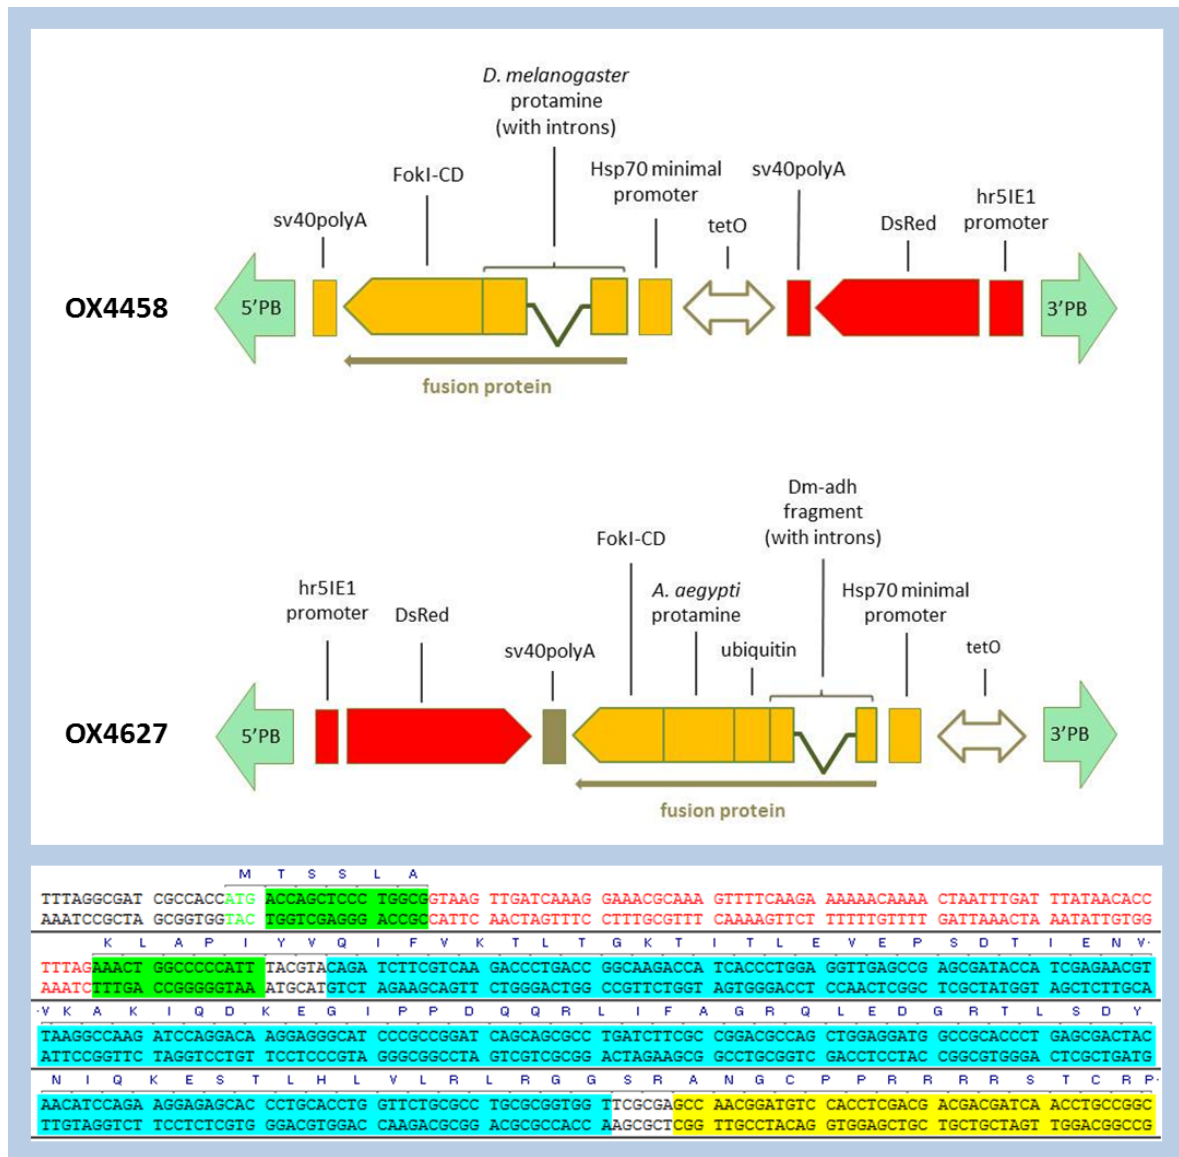 D. melanogaster
protamine
(with introns)
FokI-CD
Hsp70 minimal
promoter
sv40polyA
hr5IE1
promoter
sv40polyA
tetO
DsRed
OX4458
5'PB
3'PB
fusion protein
Dm-adh
fragment
(with introns)
FokI-CD
hr5IE1
promoter
DsRed
A. aegypti
protamine
Hsp70 minimal
promoter
sv40polyA
ubiquitin
tetO
OX4627
5'PB
3'PB
fusion protein
M T S S L A
TTTAGGCGAT CGCCACCATG ACCAGCTCCC TGGCGGTAAG TTGATCAAAG GAAACGCAAA GTTTTCAAGA AAAAACAAAA CTAATTTGAT TTATAACACC
AAATCCGCTA GCGGTGGTAC TGGTCGAGGG ACCGCCATTC AACTAGTTTC CTTTGCGTTT CAAAAGTTCT TTTTTGTTTT GATTAAACTA AATATTGTGG
K L A P I Y V Q I F V K T L T G K T I T L E V E P S D T I E N V·
TTTAGAAACT GGCCCCCATT TACGTACAGA TCTTCGTCAA GACCCTGACC GGCAAGACCA TCACCCTGGA GGTTGAGCCG AGCGATACCA TCGAGAACGT
AAATCTTTGA CCGGGGGTAA ATGCATGTCT AGAAGCAGTT CTGGGACTGG CCGTTCTGGT AGTGGGACCT CCAACTCGGC TCGCTATGGT AGCTCTTGCA
·V K A K I Q D K E G I P P D Q Q R L I F A G R Q L E D G R T L S D Y
TAAGGCCAAG ATCCAGGACA AGGAGGGCAT CCCGCCGGAT CAGCAGCGCC TGATCTTCGC CGGACGCCAG CTGGAGGATG GCCGCACCCT GAGCGACTAC
ATTCCGGTTC TAGGTCCTGT TCCTCCCGTA GGGCGGCCTA GTCGTCGCGG ACTAGAAGCG GCCTGCGGTC GACCTCCTAC CGGCGTGGGA CTCGCTGATG
N I Q K E S T L H L V L R L R G G S R A N G C P P R R R R S T C R P·
AACATCCAGA AGGAGAGCAC CCTGCACCTG GTTCTGCGCC TGCGCGGTGG TTCGCGAGCC AACGGATGTC CACCTCGACG ACGACGATCA ACCTGCCGGC
TTGTAGGTCT TCCTCTCGTG GGACGTGGAC CAAGACGCGG ACGCGCCACC AAGCGCTCGG TTGCCTACAG GTGGAGCTGC TGCTGCTAGT TGGACGGCCG